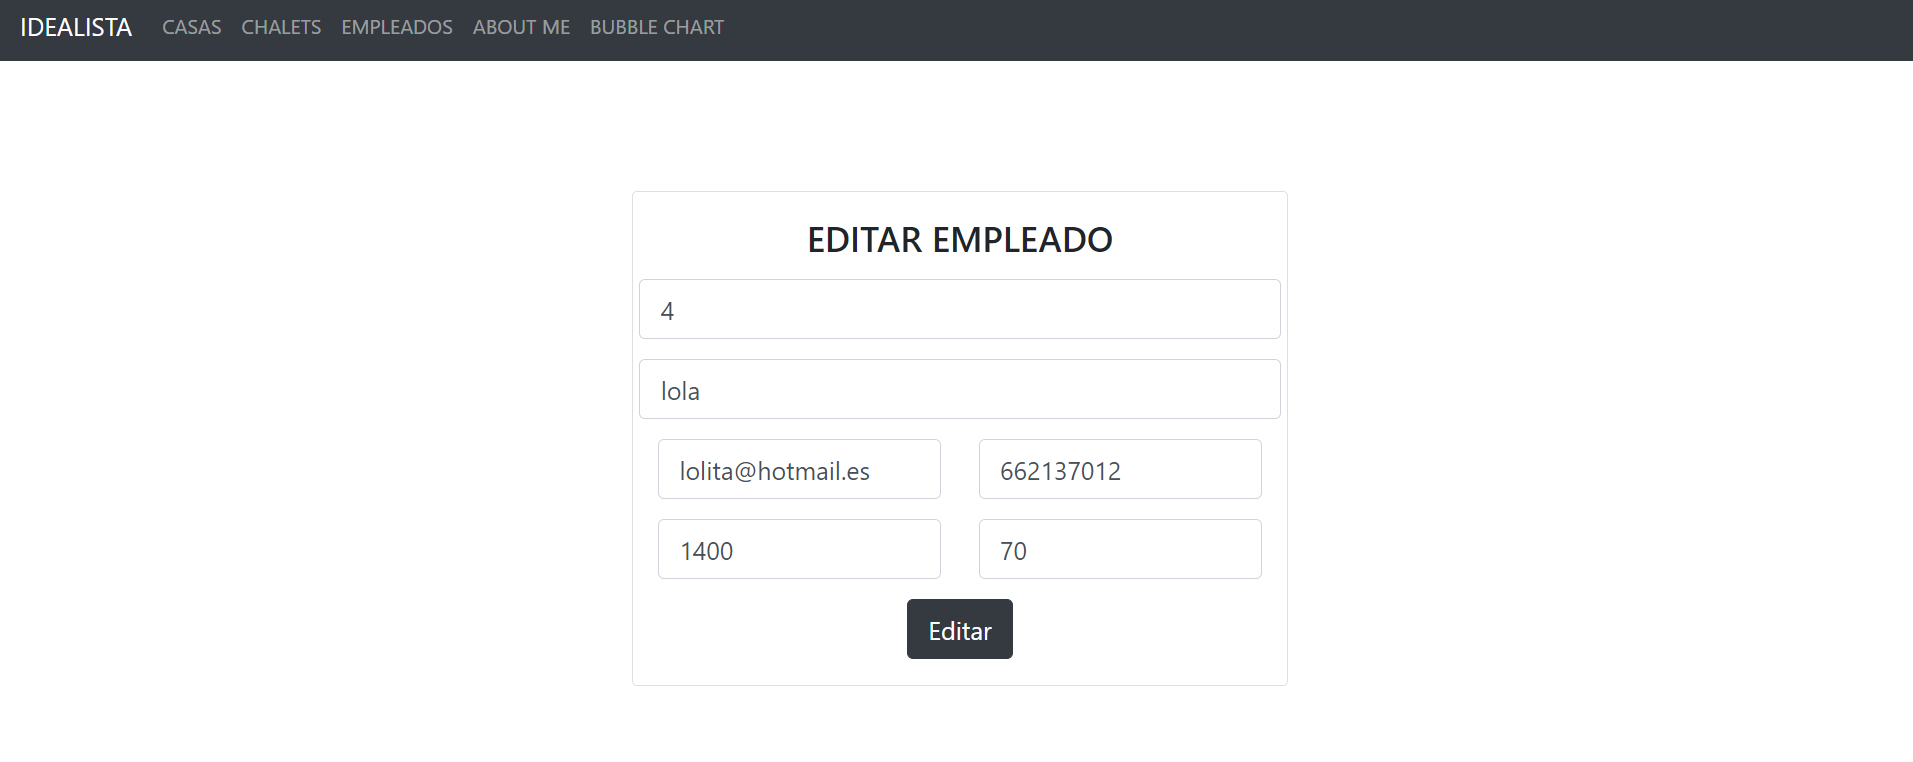 IDEALISTA CASAS CHALETS EMPLEADOS ABOUT ME BUBBLE CHART
EDITAR EMPLEADO
4
lola
lolita@hotmail.es 662137012
1400 70
Editar